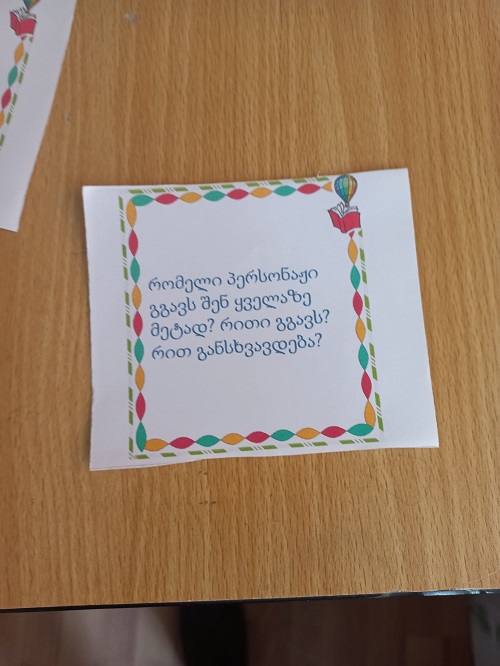 რომელი პერსონაჟი
გგავს შენ ყველაზე
მეტად? რითი გგავს?
რით განსხვავდება?